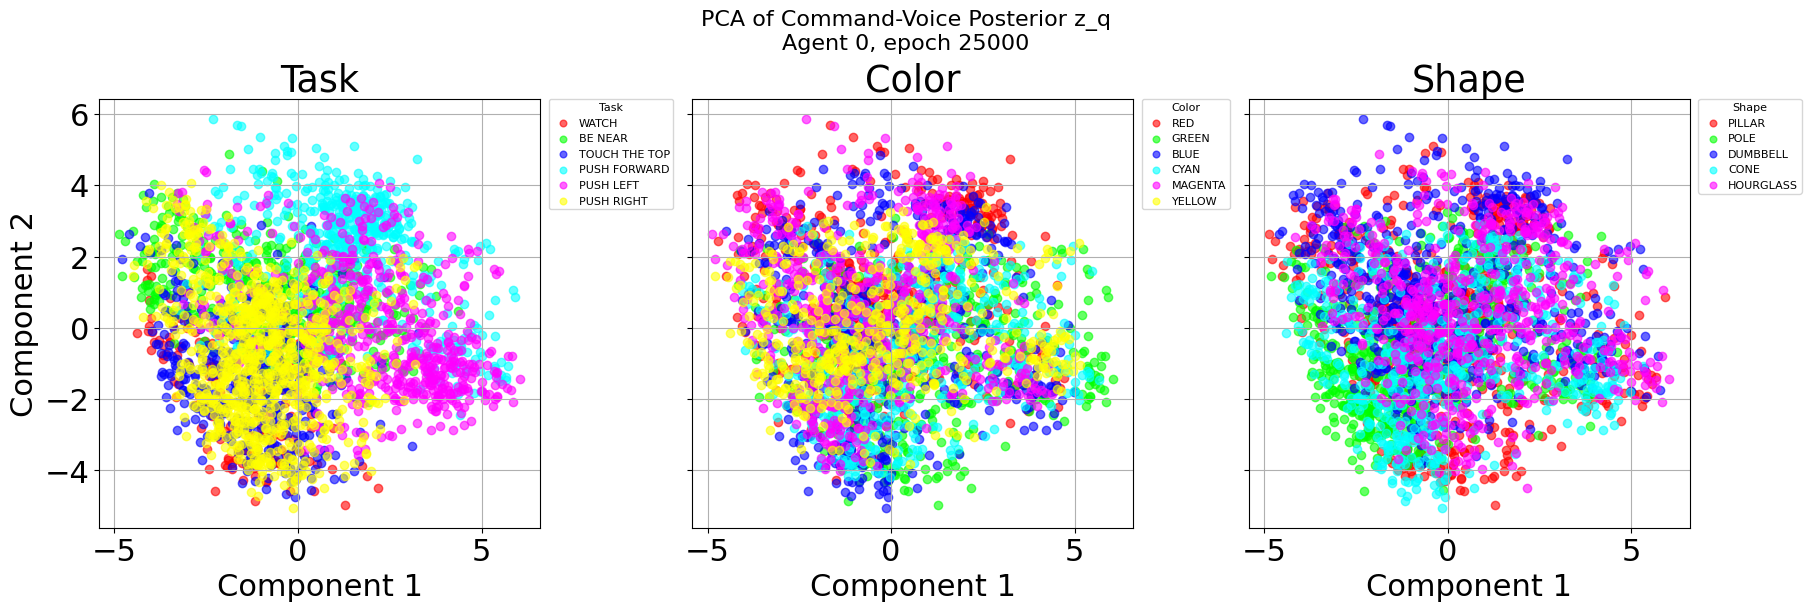 PCA of Command-Voice Posterior z_q
Agent 0, epoch 25000
Task
Color
Shape
Component 2
6
4
2
0
−2
−4
−5
0
5
Component 1
Task
WATCH
BE NEAR
TOUCH THE TOP
PUSH FORWARD
PUSH LEFT
PUSH RIGHT
−5
0
5
Component 1
Color
RED
GREEN
BLUE
CYAN
MAGENTA
YELLOW
−5
0
5
Component 1
Shape
PILLAR
POLE
DUMBBELL
CONE
HOURGLASS